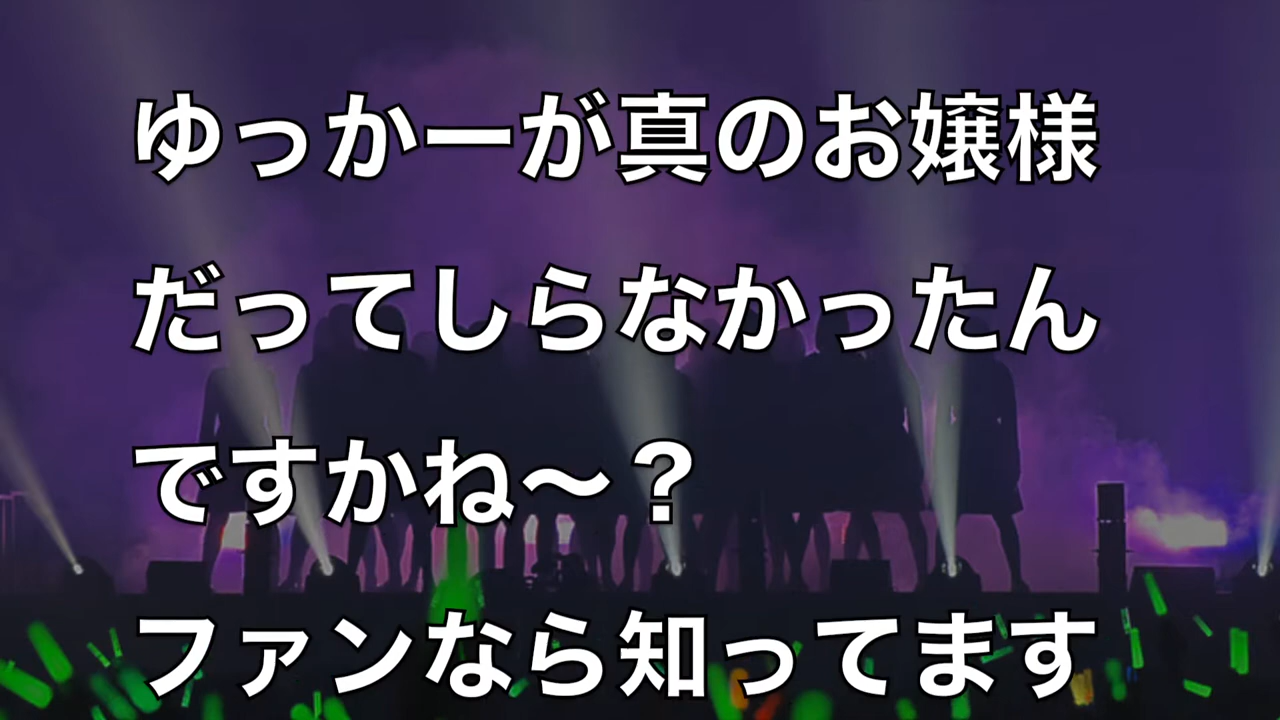 ゆっかーが真のお嬢様
だってしらなかったん
ですかね〜？
ファンなら知ってます